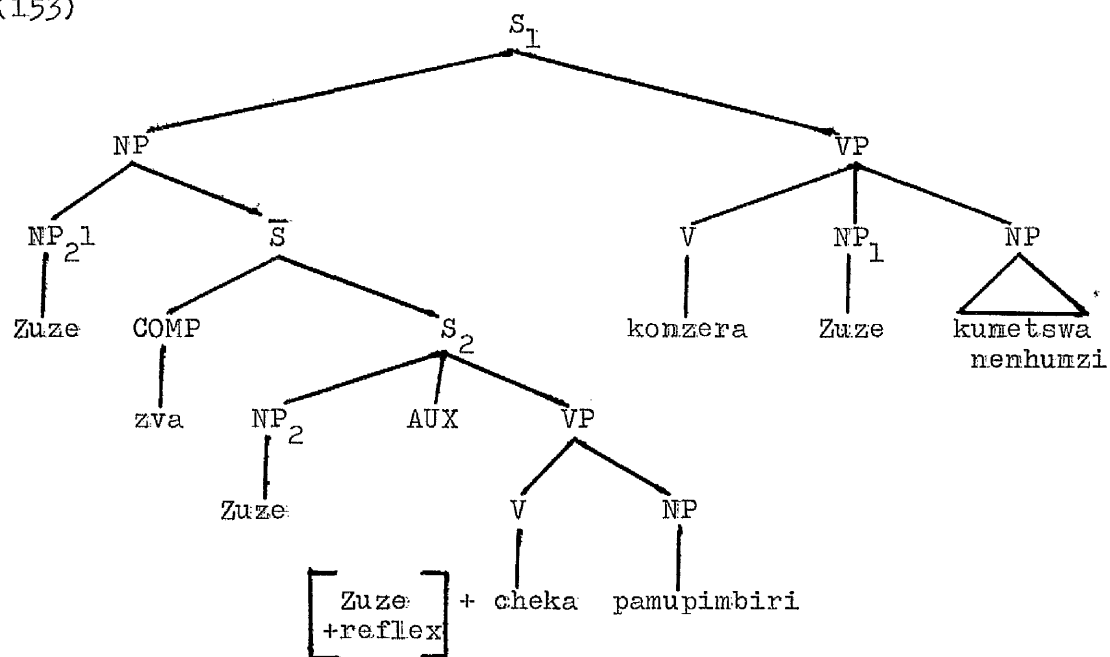 (153)
S1
NP VP
NP21 S̅ V NP1 NP
Zuze COMP S2 konzera Zuze kumetswa
nemhumzi
zva NP2 AUX VP
Zuze V NP
[Zuze + cheka pamupimbiri
+reflex]